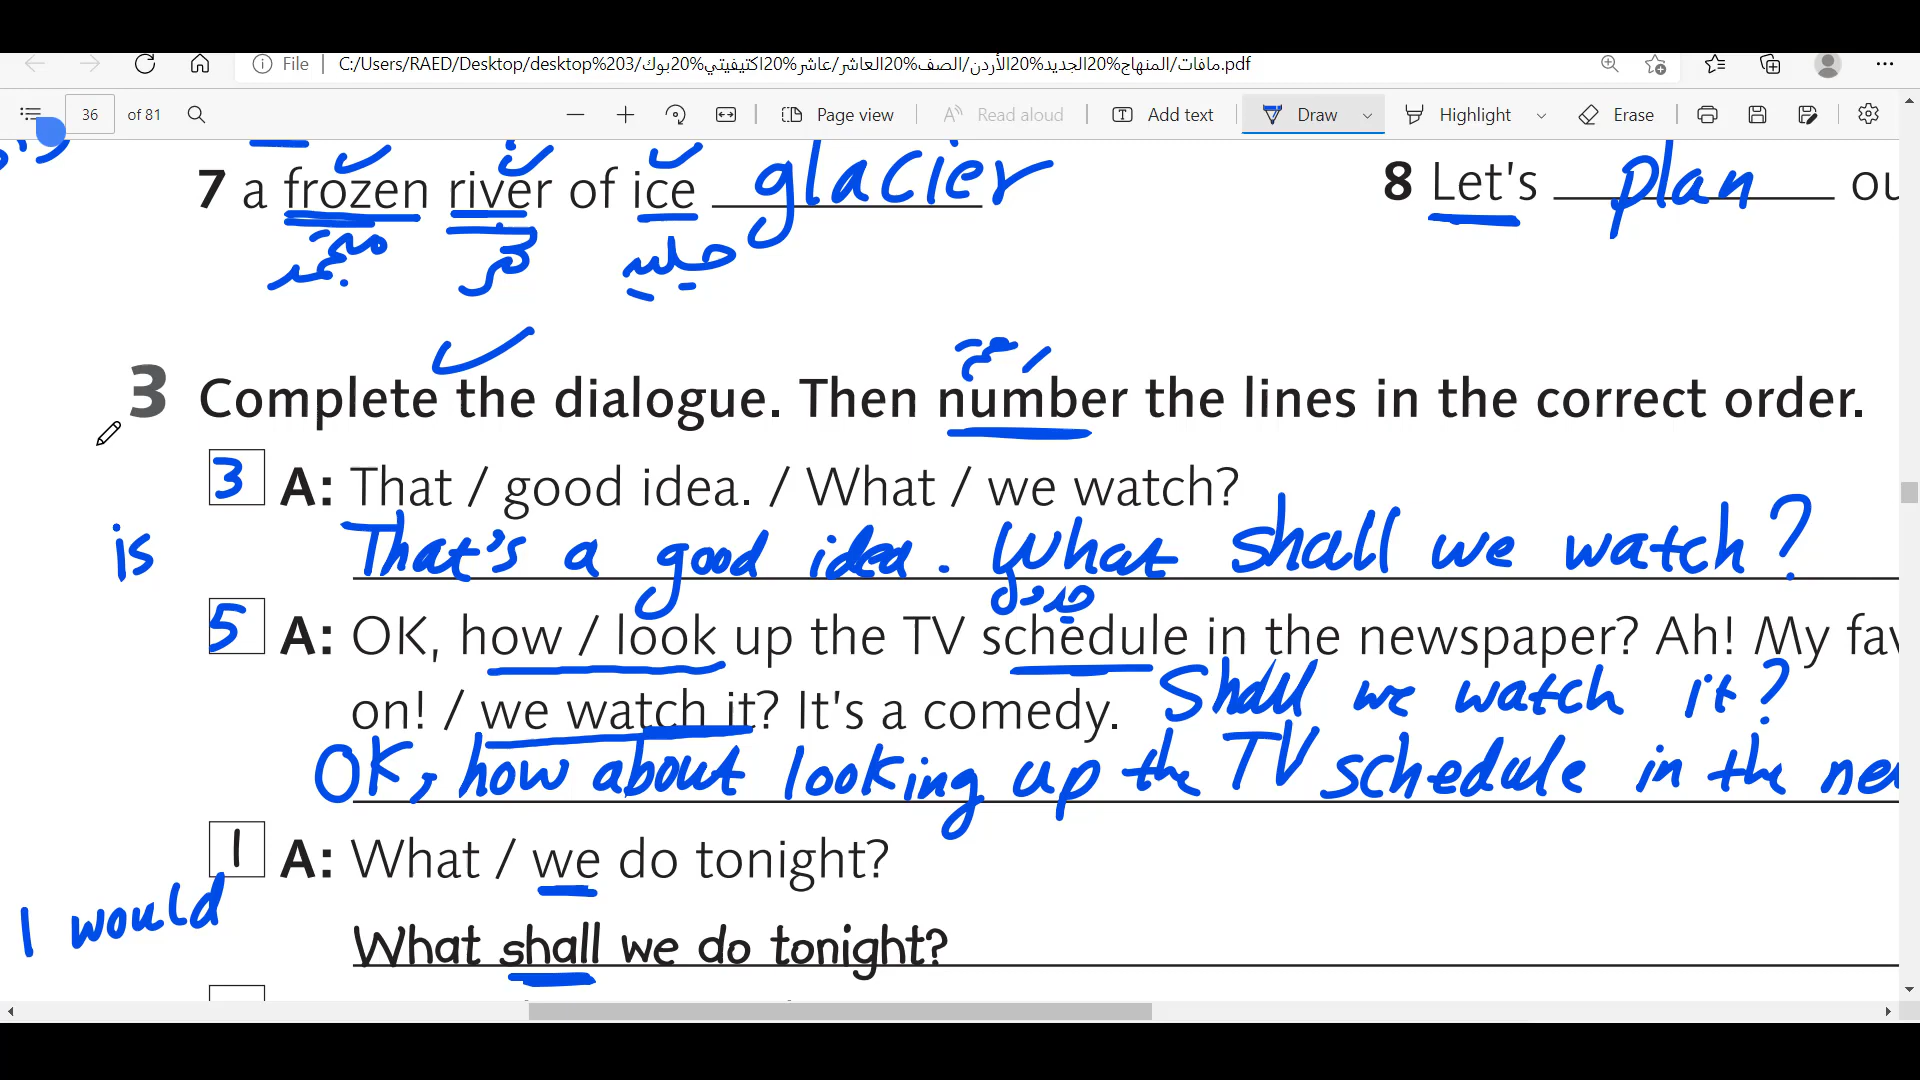 File C:/Users/RAED/Desktop/desktop%203/عاشر%20اكتيفيتي%20بوك/الصف%20العاشر/المنهاج%20الجديد%20الأردن/مافات.pdf
36 of 81 Page view Read aloud Add text Draw Highlight Erase
7 a frozen river of ice glacier 8 Let's plan ou
متجمد نهر جليد
رقم
3 Complete the dialogue. Then number the lines in the correct order.
3 A: That / good idea. / What / we watch?
is That's a good idea. What shall we watch?
جدول
5 A: OK, how / look up the TV schedule in the newspaper? Ah! My fav
on! / we watch it? It's a comedy. Shall we watch it?
OK, how about looking up the TV schedule in the ne
1 A: What / we do tonight?
I would
What shall we do tonight?